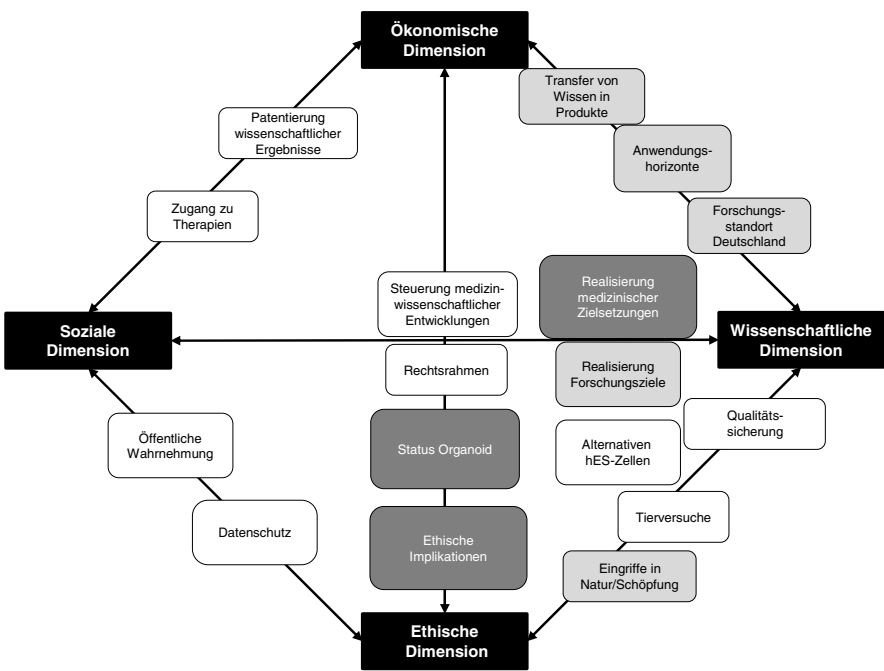 Ökonomische
Dimension
Transfer von
Wissen in
Produkte
Patentierung
wissenschaftlicher
Ergebnisse
Anwendungs-
horizonte
Zugang zu
Therapien
Forschungs-
standort
Deutschland
Steuerung medizin-
wissenschaftlicher
Entwicklungen
Realisierung
medizinischer
Zielsetzungen
Soziale
Dimension
Wissenschaftliche
Dimension
Rechtsrahmen
Realisierung
Forschungsziele
Qualitäts-
sicherung
Öffentliche
Wahrnehmung
Status Organoid
Alternativen
hES-Zellen
Datenschutz
Tierversuche
Ethische
Implikationen
Eingriffe in
Natur/Schöpfung
Ethische
Dimension